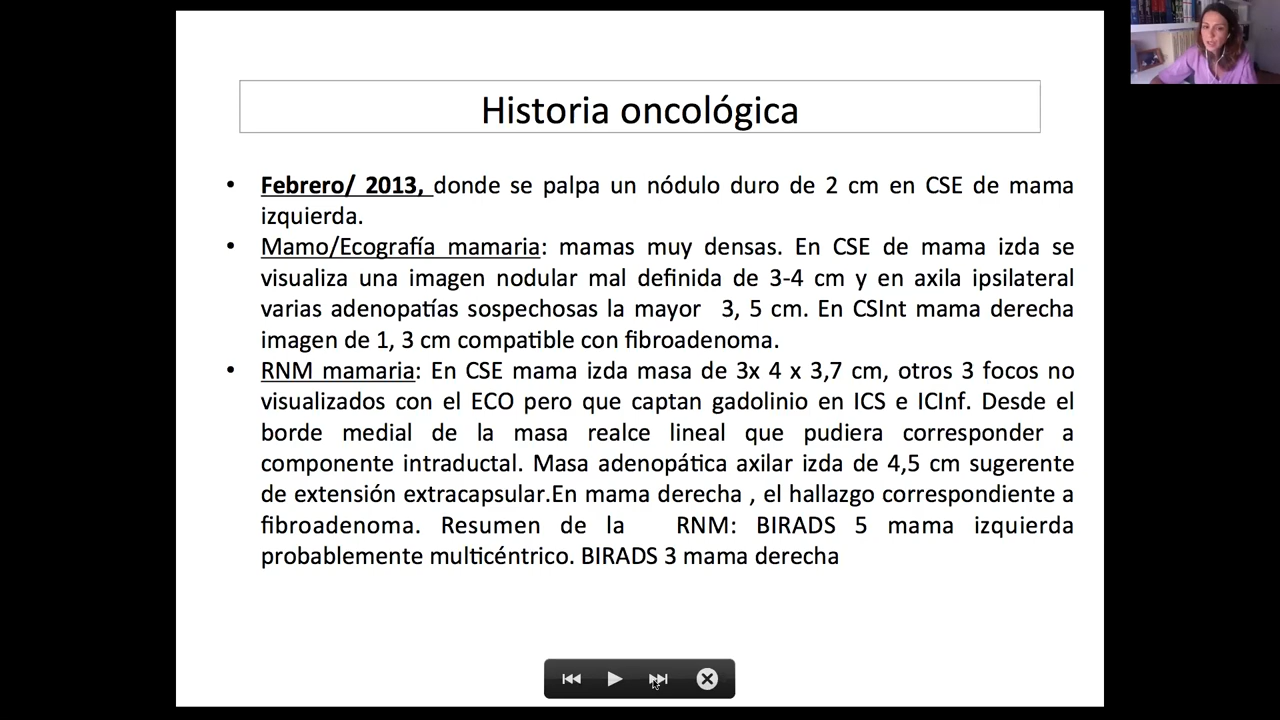 Historia oncológica
• Febrero/ 2013, donde se palpa un nódulo duro de 2 cm en CSE de mama
izquierda.
• Mamo/Ecografía mamaria: mamas muy densas. En CSE de mama izda se
visualiza una imagen nodular mal definida de 3-4 cm y en axila ipsilateral
varias adenopatías sospechosas la mayor 3, 5 cm. En CSInt mama derecha
imagen de 1, 3 cm compatible con fibroadenoma.
• RNM mamaria: En CSE mama izda masa de 3x 4 x 3,7 cm, otros 3 focos no
visualizados con el ECO pero que captan gadolinio en ICS e ICInf. Desde el
borde medial de la masa realce lineal que pudiera corresponder a
componente intraductal. Masa adenopática axilar izda de 4,5 cm sugerente
de extensión extracapsular.En mama derecha , el hallazgo correspondiente a
fibroadenoma. Resumen de la RNM: BIRADS 5 mama izquierda
probablemente multicéntrico. BIRADS 3 mama derecha